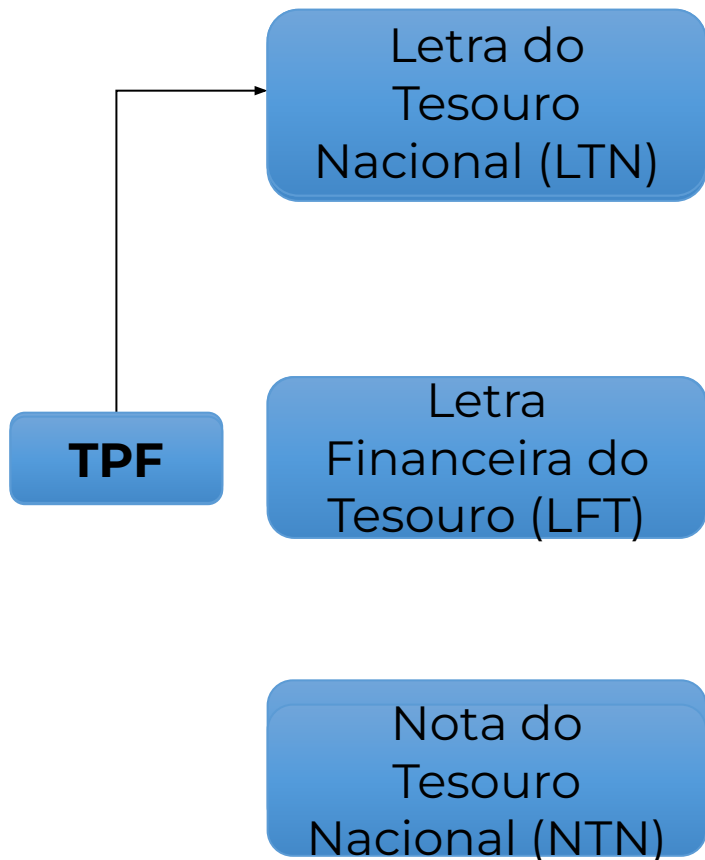 Letra do
Tesouro
Nacional (LTN)
TPF
Letra
Financeira do
Tesouro (LFT)
Nota do
Tesouro
Nacional (NTN)